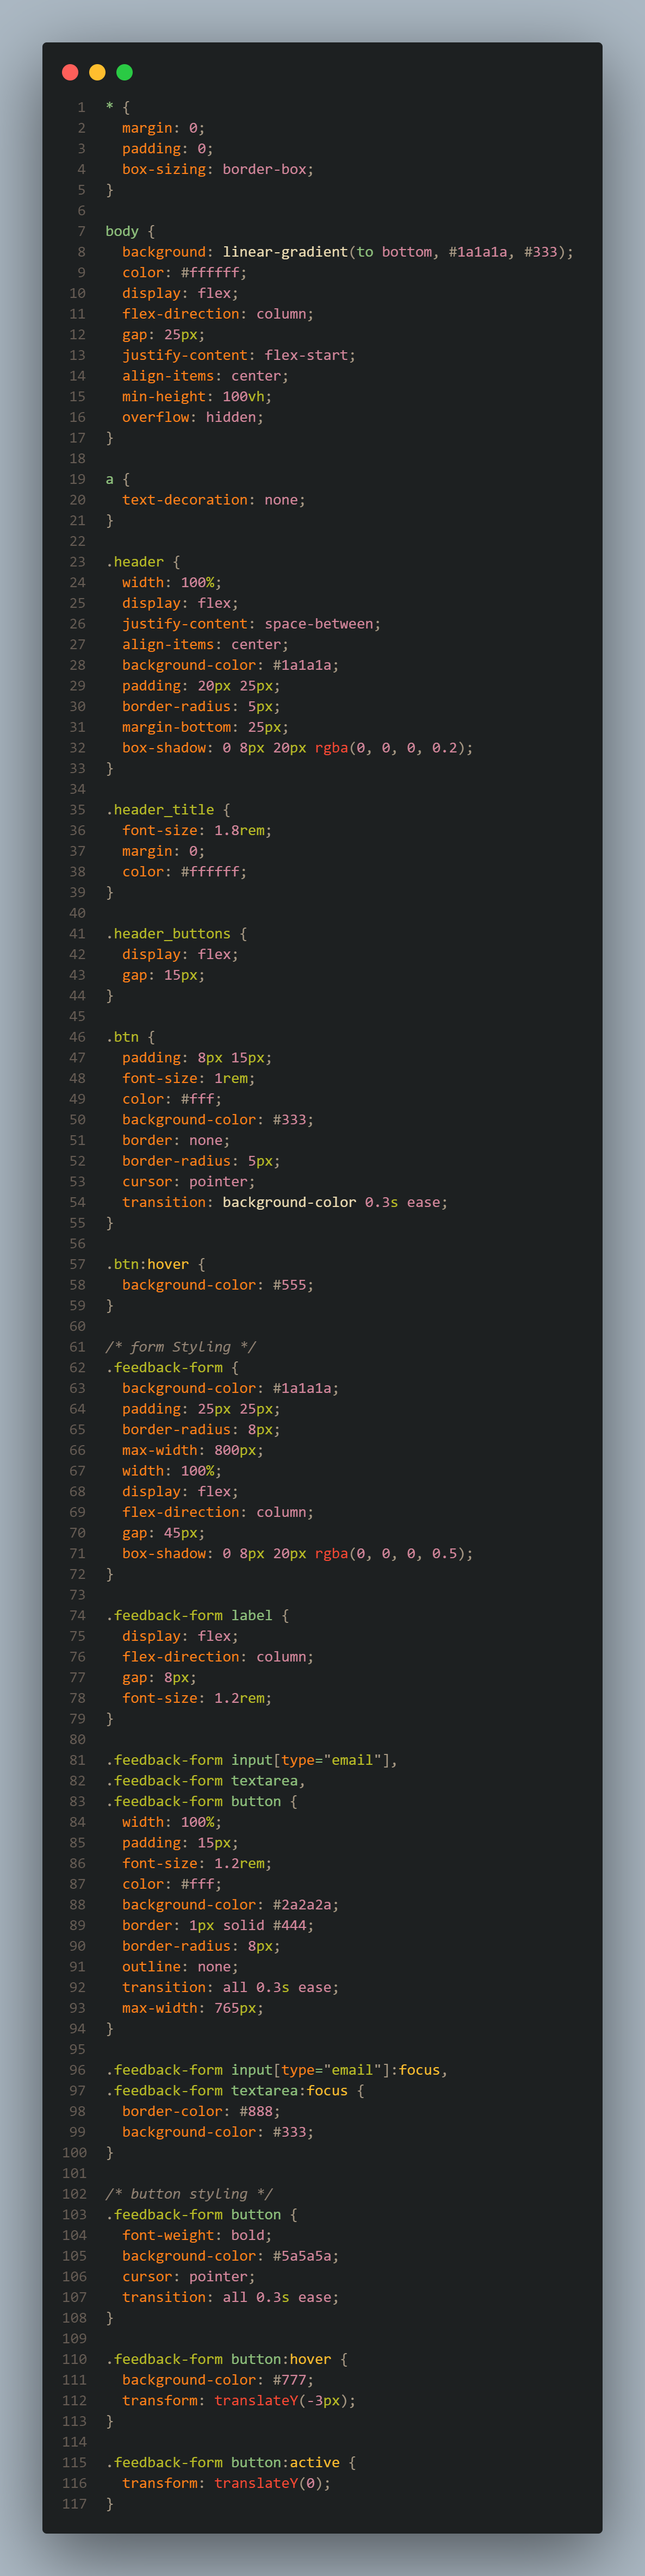 1 * {
2   margin: 0;
3   padding: 0;
4   box-sizing: border-box;
5 }
6
7 body {
8   background: linear-gradient(to bottom, #1a1a1a, #333);
9   color: #ffffff;
10   display: flex;
11   flex-direction: column;
12   gap: 25px;
13   justify-content: flex-start;
14   align-items: center;
15   min-height: 100vh;
16   overflow: hidden;
17 }
18
19 a {
20   text-decoration: none;
21 }
22
23 .header {
24   width: 100%;
25   display: flex;
26   justify-content: space-between;
27   align-items: center;
28   background-color: #1a1a1a;
29   padding: 20px 25px;
30   border-radius: 5px;
31   margin-bottom: 25px;
32   box-shadow: 0 8px 20px rgba(0, 0, 0, 0.2);
33 }
34
35 .header_title {
36   font-size: 1.8rem;
37   margin: 0;
38   color: #ffffff;
39 }
40
41 .header_buttons {
42   display: flex;
43   gap: 15px;
44 }
45
46 .btn {
47   padding: 8px 15px;
48   font-size: 1rem;
49   color: #fff;
50   background-color: #333;
51   border: none;
52   border-radius: 5px;
53   cursor: pointer;
54   transition: background-color 0.3s ease;
55 }
56
57 .btn:hover {
58   background-color: #555;
59 }
60
61 /* form Styling */
62 .feedback-form {
63   background-color: #1a1a1a;
64   padding: 25px 25px;
65   border-radius: 8px;
66   max-width: 800px;
67   width: 100%;
68   display: flex;
69   flex-direction: column;
70   gap: 45px;
71   box-shadow: 0 8px 20px rgba(0, 0, 0, 0.5);
72 }
73
74 .feedback-form label {
75   display: flex;
76   flex-direction: column;
77   gap: 8px;
78   font-size: 1.2rem;
79 }
80
81 .feedback-form input[type="email"],
82 .feedback-form textarea,
83 .feedback-form button {
84   width: 100%;
85   padding: 15px;
86   font-size: 1.2rem;
87   color: #fff;
88   background-color: #2a2a2a;
89   border: 1px solid #444;
90   border-radius: 8px;
91   outline: none;
92   transition: all 0.3s ease;
93   max-width: 765px;
94 }
95
96 .feedback-form input[type="email"]:focus,
97 .feedback-form textarea:focus {
98   border-color: #888;
99   background-color: #333;
100 }
101
102 /* button styling */
103 .feedback-form button {
104   font-weight: bold;
105   background-color: #5a5a5a;
106   cursor: pointer;
107   transition: all 0.3s ease;
108 }
109
110 .feedback-form button:hover {
111   background-color: #777;
112   transform: translateY(-3px);
113 }
114
115 .feedback-form button:active {
116   transform: translateY(0);
117 }